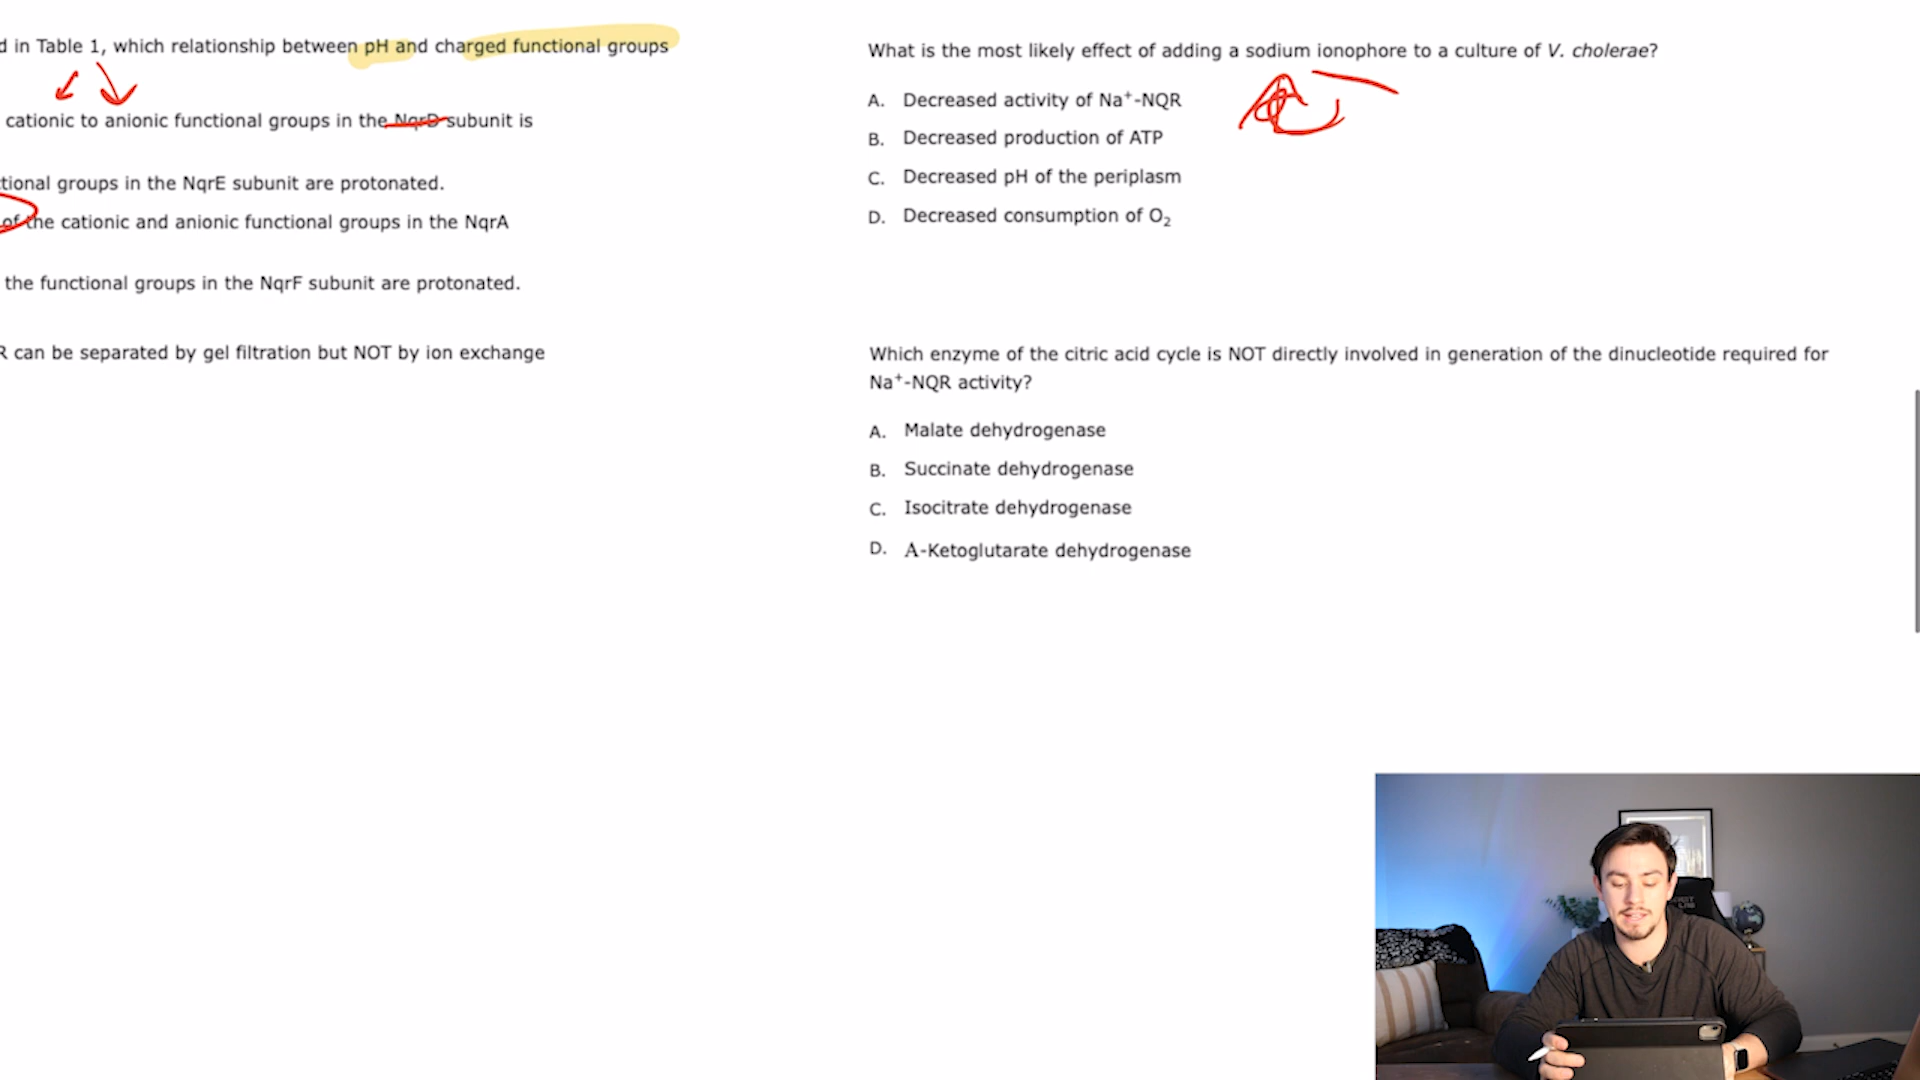 d in Table 1, which relationship between pH and charged functional groups
cationic to anionic functional groups in the NqrD subunit is
tional groups in the NqrE subunit are protonated.
of the cationic and anionic functional groups in the NqrA
the functional groups in the NqrF subunit are protonated.
R can be separated by gel filtration but NOT by ion exchange
What is the most likely effect of adding a sodium ionophore to a culture of V. cholerae?
A. Decreased activity of Na⁺-NQR
B. Decreased production of ATP
C. Decreased pH of the periplasm
D. Decreased consumption of O₂
Which enzyme of the citric acid cycle is NOT directly involved in generation of the dinucleotide required for
Na⁺-NQR activity?
A. Malate dehydrogenase
B. Succinate dehydrogenase
C. Isocitrate dehydrogenase
D. A-Ketoglutarate dehydrogenase